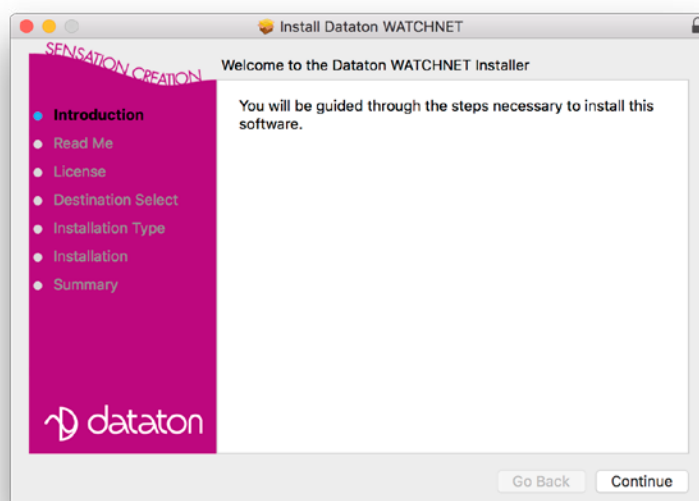 Install Dataton WATCHNET
SENSATION CREATION
Welcome to the Dataton WATCHNET Installer
Introduction
Read Me
License
Destination Select
Installation Type
Installation
Summary
You will be guided through the steps necessary to install this
software.
dataton
Go Back
Continue